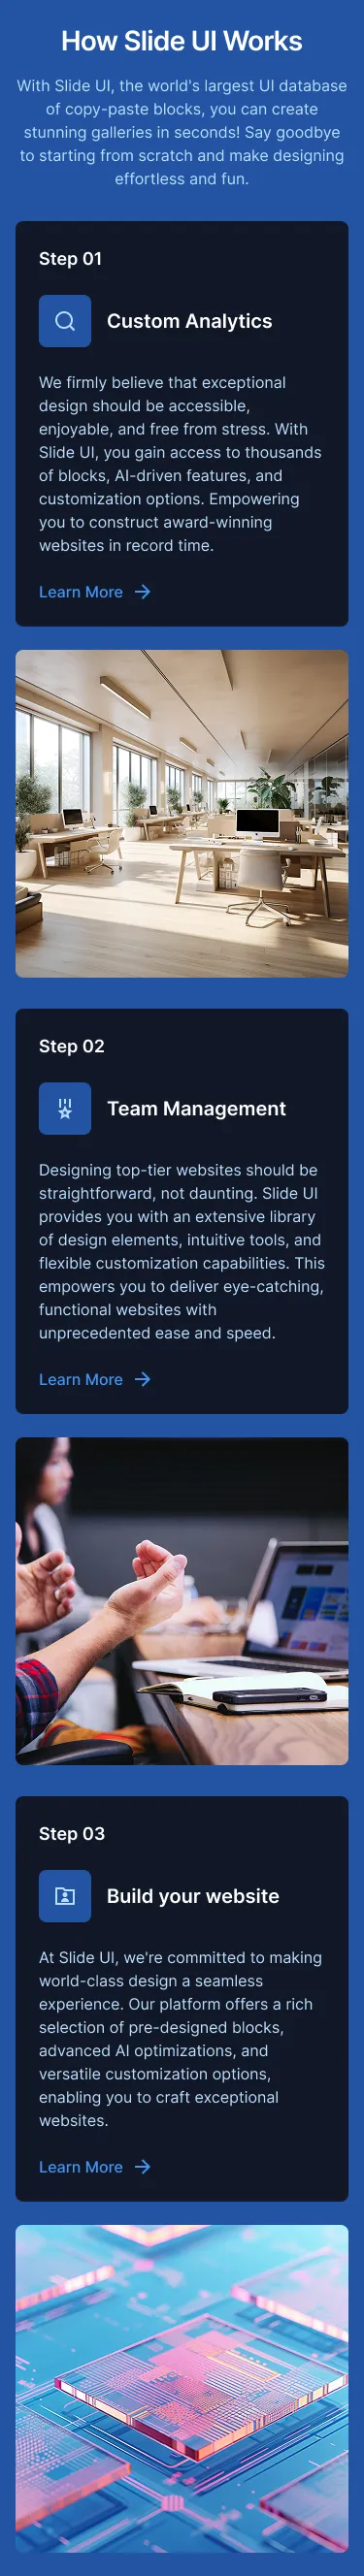 How Slide UI Works
With Slide UI, the world's largest UI database
of copy-paste blocks, you can create
stunning galleries in seconds! Say goodbye
to starting from scratch and make designing
effortless and fun.
Step 01
Custom Analytics
We firmly believe that exceptional
design should be accessible,
enjoyable, and free from stress. With
Slide UI, you gain access to thousands
of blocks, AI-driven features, and
customization options. Empowering
you to construct award-winning
websites in record time.
Learn More
Step 02
Team Management
Designing top-tier websites should be
straightforward, not daunting. Slide UI
provides you with an extensive library
of design elements, intuitive tools, and
flexible customization capabilities. This
empowers you to deliver eye-catching,
functional websites with
unprecedented ease and speed.
Learn More
Step 03
Build your website
At Slide UI, we're committed to making
world-class design a seamless
experience. Our platform offers a rich
selection of pre-designed blocks,
advanced AI optimizations, and
versatile customization options,
enabling you to craft exceptional
websites.
Learn More